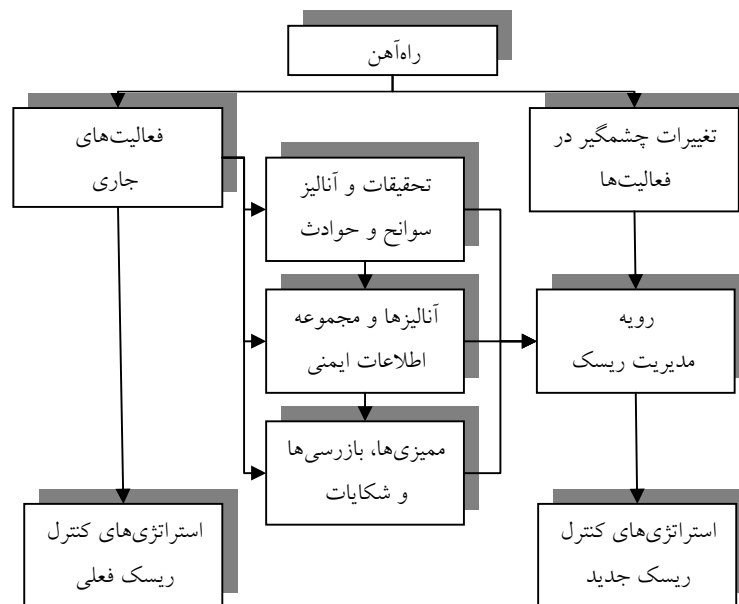 راه‌آهن
تغییرات چشمگیر در
فعالیت‌ها
فعالیت‌های
جاری
تحقیقات و آنالیز
سوانح و حوادث
آنالیزها و مجموعه
اطلاعات ایمنی
رویه
مدیریت ریسک
ممیزی‌ها، بازرسی‌ها
و شکایات
استراتژی‌های کنترل
ریسک جدید
استراتژی‌های کنترل
ریسک فعلی